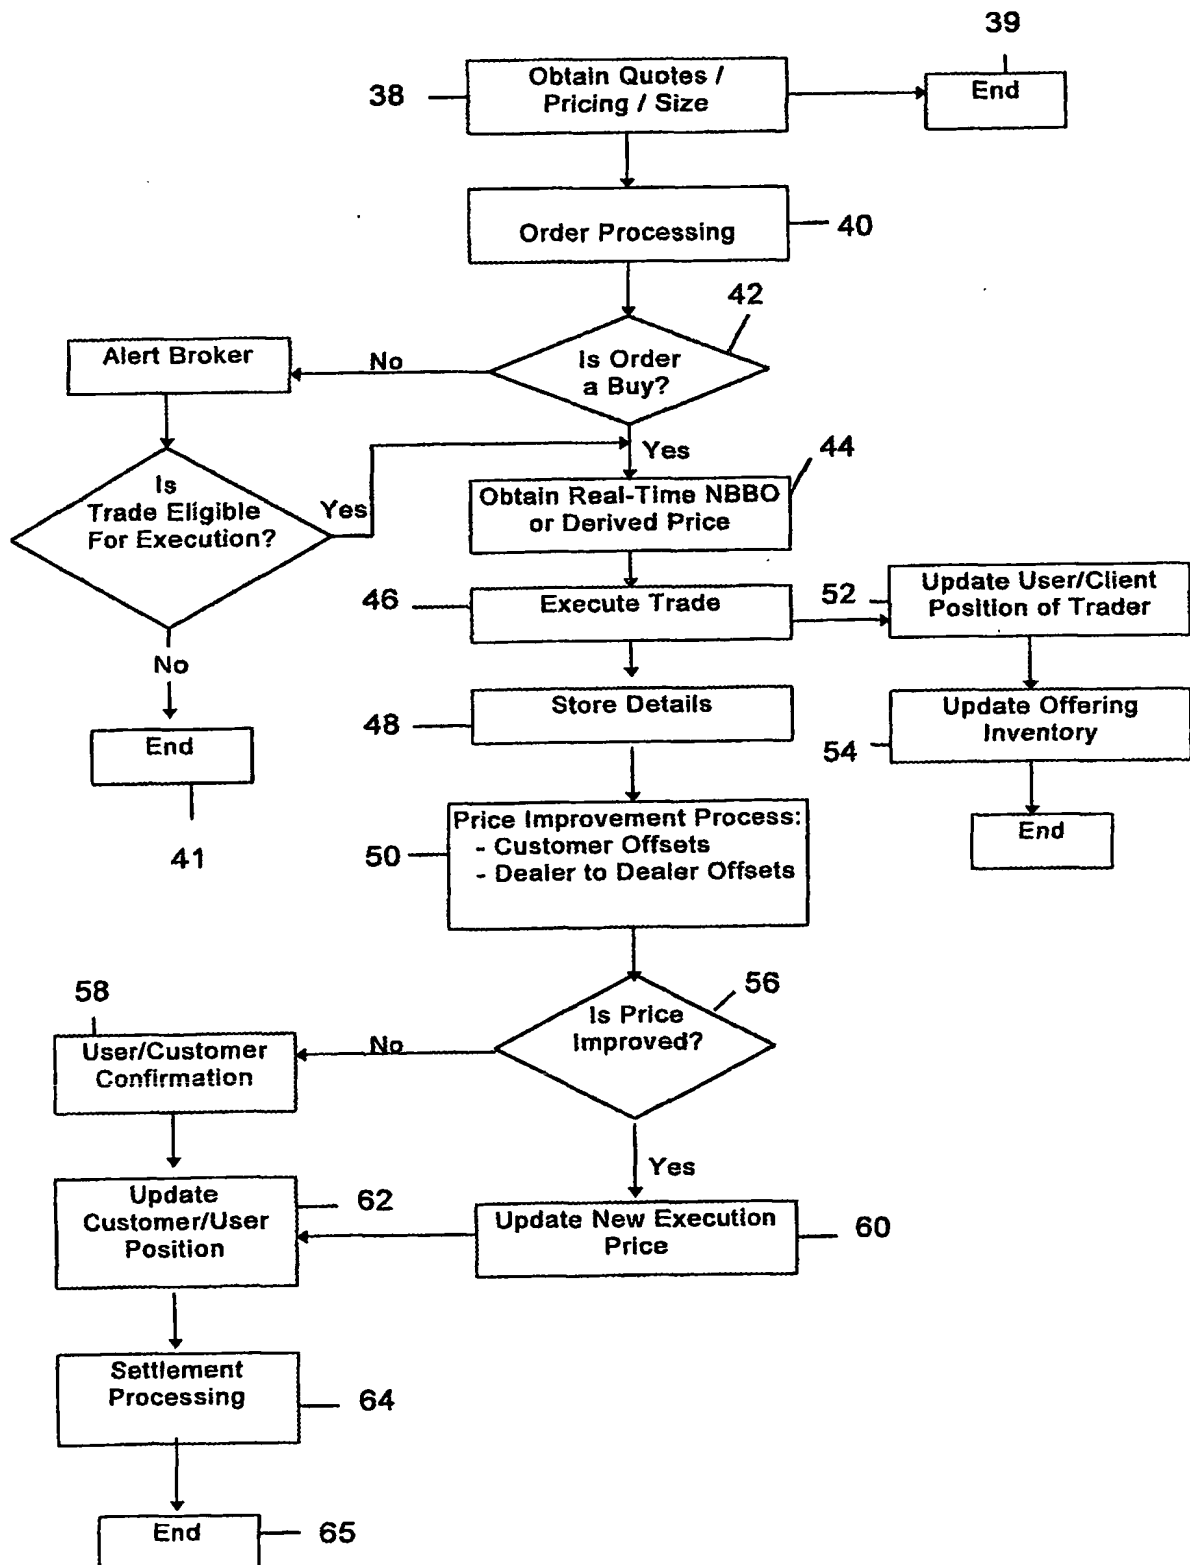 39
38
Obtain Quotes /
Pricing / Size
End
Order Processing
40
42
Alert Broker
No
Is Order
a Buy?
Yes
44
Is
Trade Eligible
For Execution?
Yes
Obtain Real-Time NBBO
or Derived Price
46
Execute Trade
52
Update User/Client
Position of Trader
No
48
Store Details
54
Update Offering
Inventory
End
41
50
Price Improvement Process:
- Customer Offsets
- Dealer to Dealer Offsets
End
58
56
Is Price
Improved?
No
User/Customer
Confirmation
Yes
Update
Customer/User
Position
62
Update New Execution
Price
60
Settlement
Processing
64
End
65